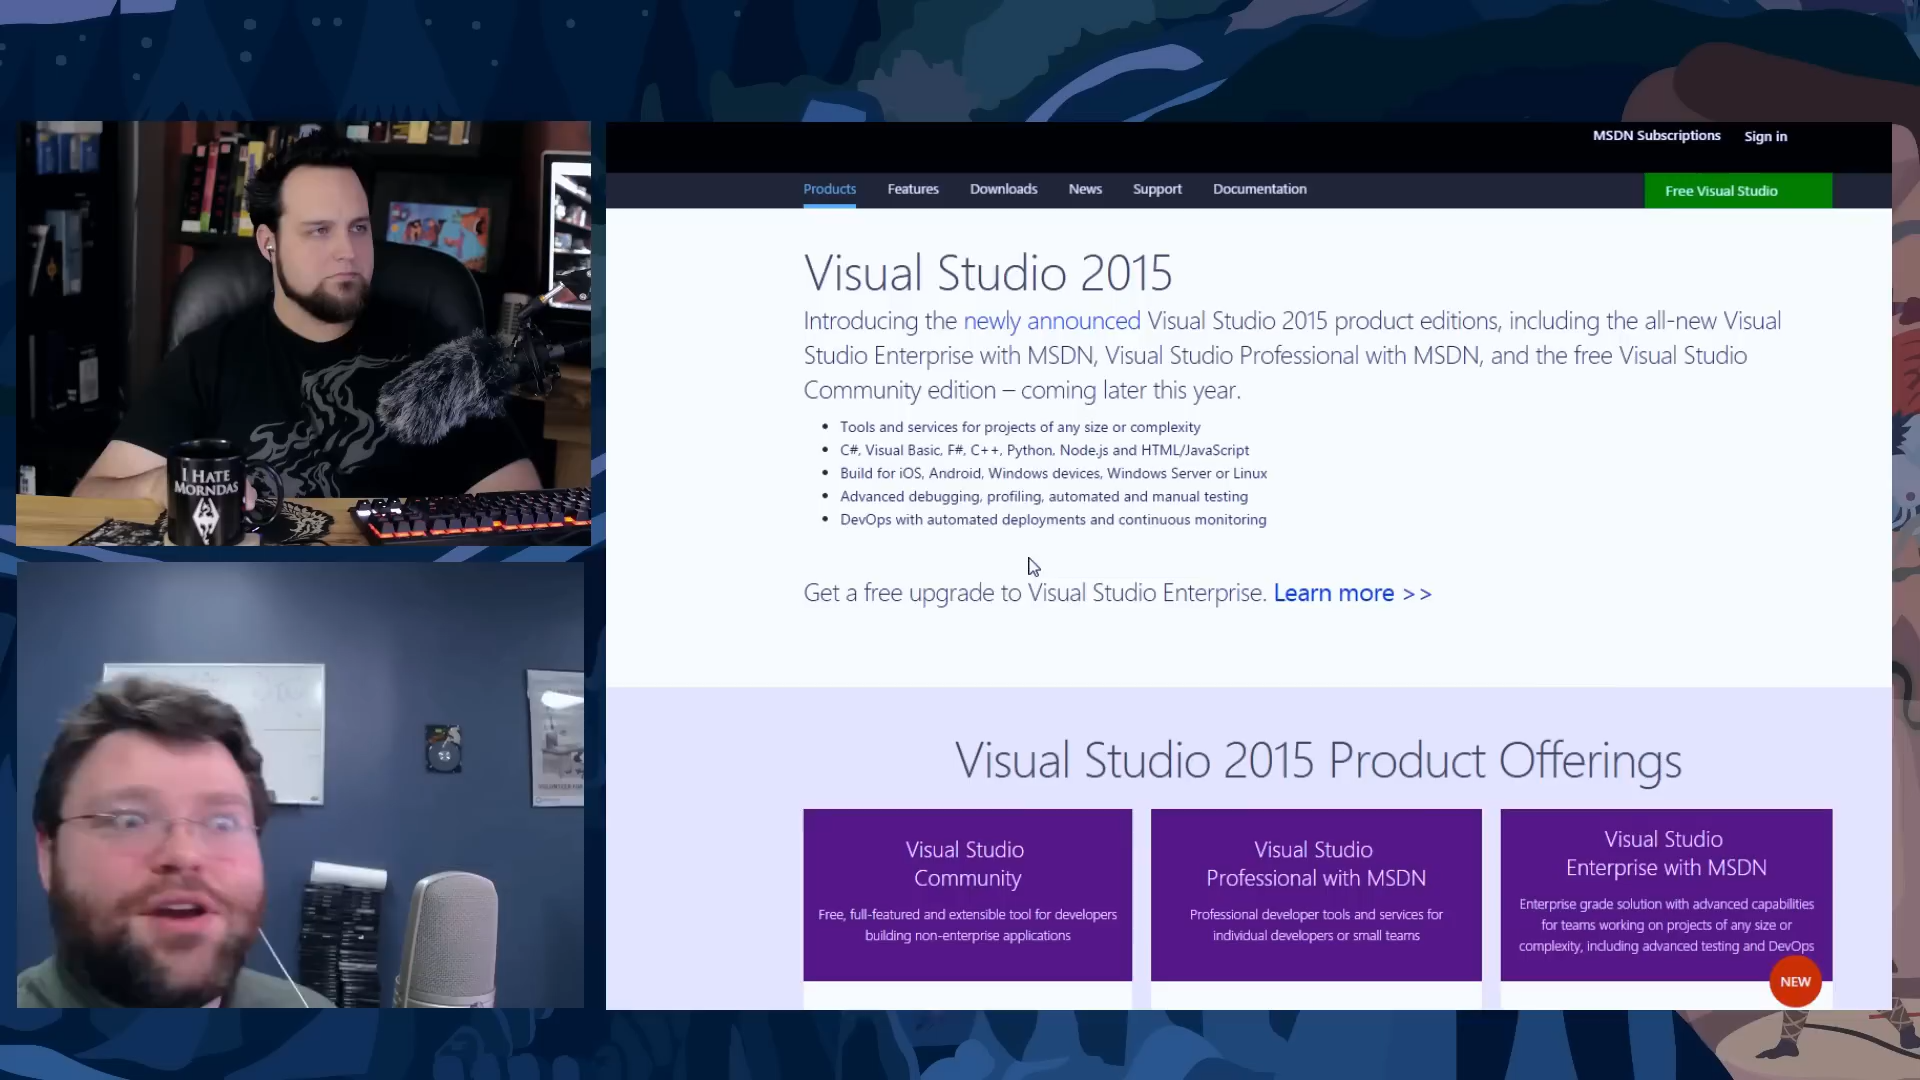 MSDN Subscriptions Sign in
Products Features Downloads News Support Documentation Free Visual Studio
Visual Studio 2015
Introducing the newly announced Visual Studio 2015 product editions, including the all-new Visual
Studio Enterprise with MSDN, Visual Studio Professional with MSDN, and the free Visual Studio
Community edition – coming later this year.
• Tools and services for projects of any size or complexity
• C#, Visual Basic, F#, C++, Python, Node.js and HTML/JavaScript
• Build for iOS, Android, Windows devices, Windows Server or Linux
• Advanced debugging, profiling, automated and manual testing
• DevOps with automated deployments and continuous monitoring
Get a free upgrade to Visual Studio Enterprise. Learn more >>
Visual Studio 2015 Product Offerings
Visual Studio
Community
Free, full-featured and extensible tool for developers
building non-enterprise applications
Visual Studio
Professional with MSDN
Professional developer tools and services for
individual developers or small teams
Visual Studio
Enterprise with MSDN
Enterprise grade solution with advanced capabilities
for teams working on projects of any size or
complexity, including advanced testing and DevOps
NEW
I HATE
MORNDAS